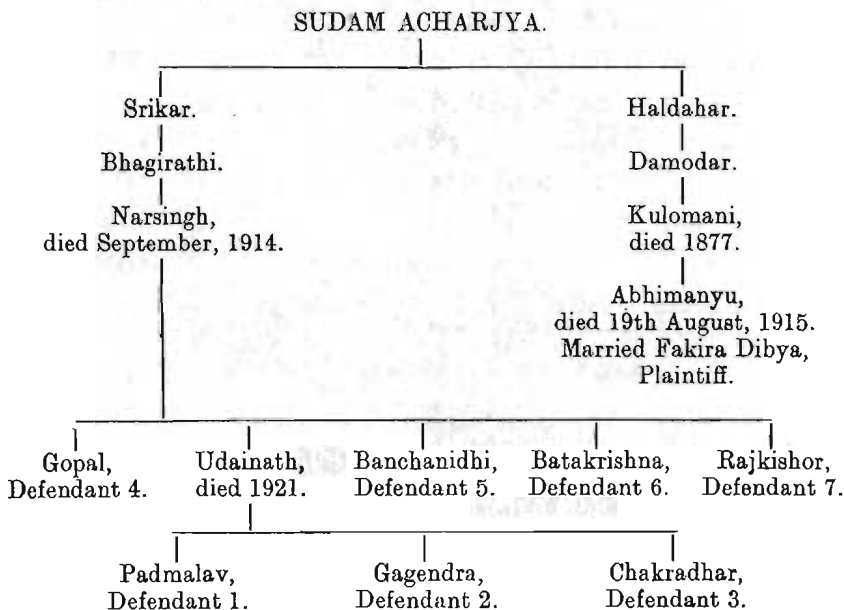 SUDAM ACHARJYA.
Srikar.
Haldahar.
Bhagirathi.
Damodar.
Narsingh,
died September, 1914.
Kulomani,
died 1877.
Abhimanyu,
died 19th August, 1915.
Married Fakira Dibya,
Plaintiff.
Gopal,
Defendant 4.
Udainath,
died 1921.
Banchanidhi,
Defendant 5.
Batakrishna,
Defendant 6.
Rajkishor,
Defendant 7.
Padmalav,
Defendant 1.
Gagendra,
Defendant 2.
Chakradhar,
Defendant 3.